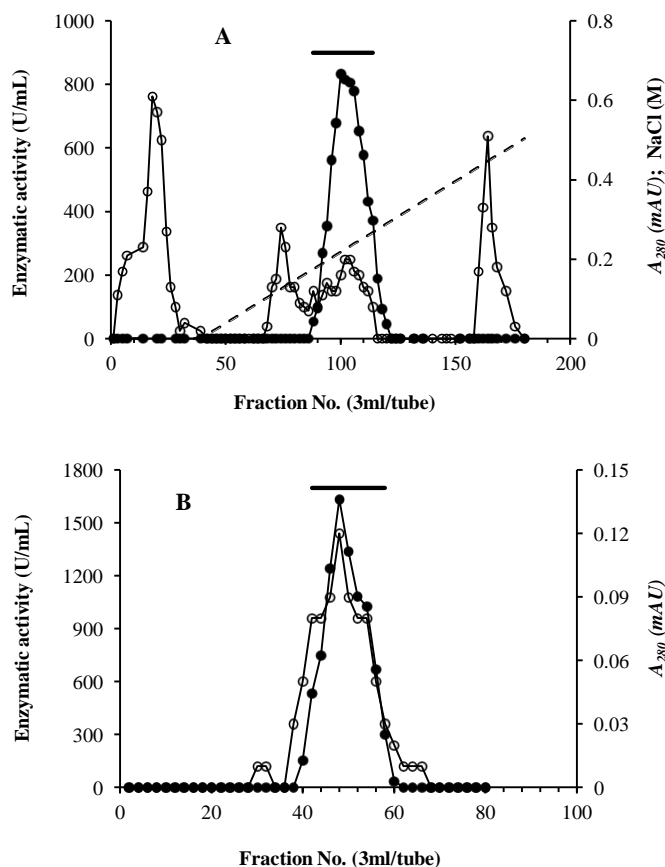 A
Enzymatic activity (U/mL)
1000
800
600
400
200
0
0.8
0.6
0.4
0.2
0
A280 (mAU); NaCl (M)
0 50 100 150 200
Fraction No. (3ml/tube)
B
Enzymatic activity (U/mL)
1800
1500
1200
900
600
300
0
0.15
0.12
0.09
0.06
0.03
0
A280 (mAU)
0 20 40 60 80 100
Fraction No. (3ml/tube)